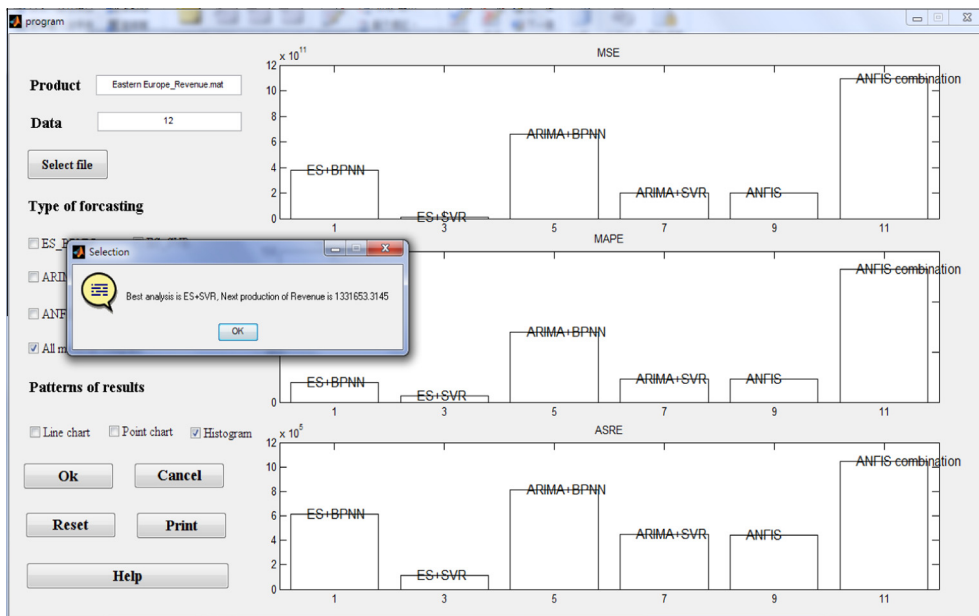 program
Product
Eastern Europe_Revenue.mat
Data
12
Select file
Type of forcasting
Selection
Best analysis is ES+SVR, Next production of Revenue is 1331653.3145
OK
Patterns of results
Line chart
Point chart
Histogram
Ok
Cancel
Reset
Print
Help
MSE
x 10^11
12
10
8
6
4
2
0
ES+BPNN
ES+SVR
ARIMA+BPNN
ARIMA+SVR
ANFIS
ANFIS combination
1
3
5
7
9
11
MAPE
0
ES+BPNN
ES+SVR
ARIMA+BPNN
ARIMA+SVR
ANFIS
ANFIS combination
1
3
5
7
9
11
ASRE
x 10^5
12
10
8
6
4
2
0
ES+BPNN
ES+SVR
ARIMA+BPNN
ARIMA+SVR
ANFIS
ANFIS combination
1
3
5
7
9
11